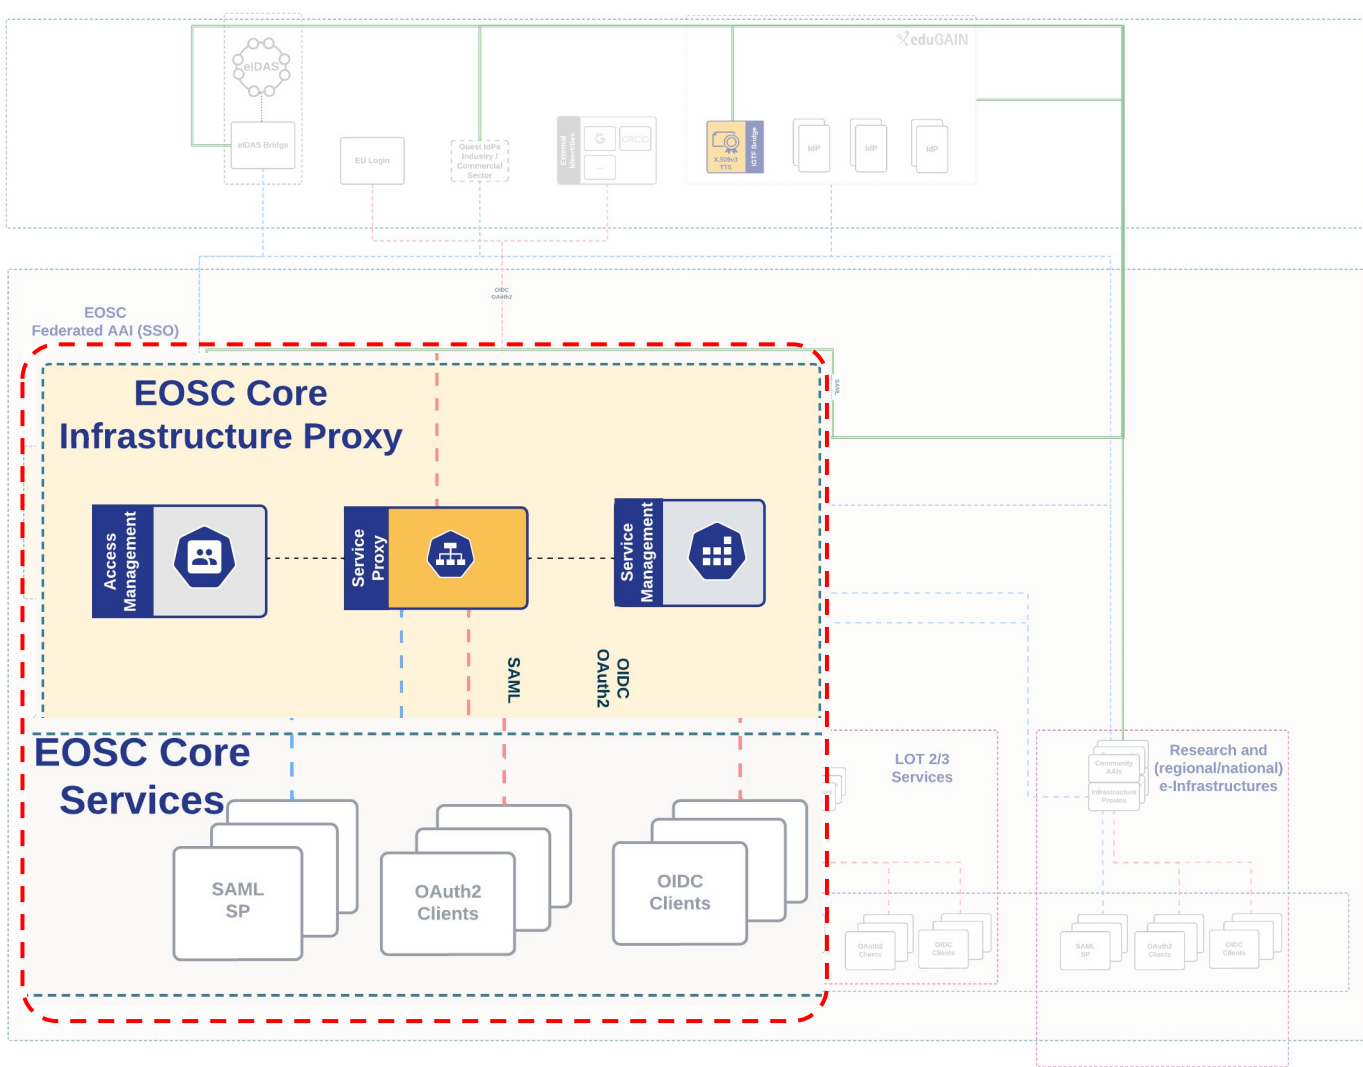 eduGAIN
eIDAS
eIDAS Bridge
EU Login
Guest IdPs
Industry /
Commercial
Sector
External
Identities
G
ORCID
...
X.509v3
TTS
IGTF Bridge
IdP
IdP
IdP
OIDC
OAuth2
EOSC
Federated AAI (SSO)
SAML
EOSC Core
Infrastructure Proxy
Access
Management
Service
Proxy
Service
Management
SAML
OIDC
OAuth2
EOSC Core
Services
SAML
SP
OAuth2
Clients
OIDC
Clients
LOT 2/3
Services
OAuth2
Clients
OIDC
Clients
Research and
(regional/national)
e-Infrastructures
Community
AAIs
Infrastructure
Proxies
SAML
SP
OAuth2
Clients
OIDC
Clients